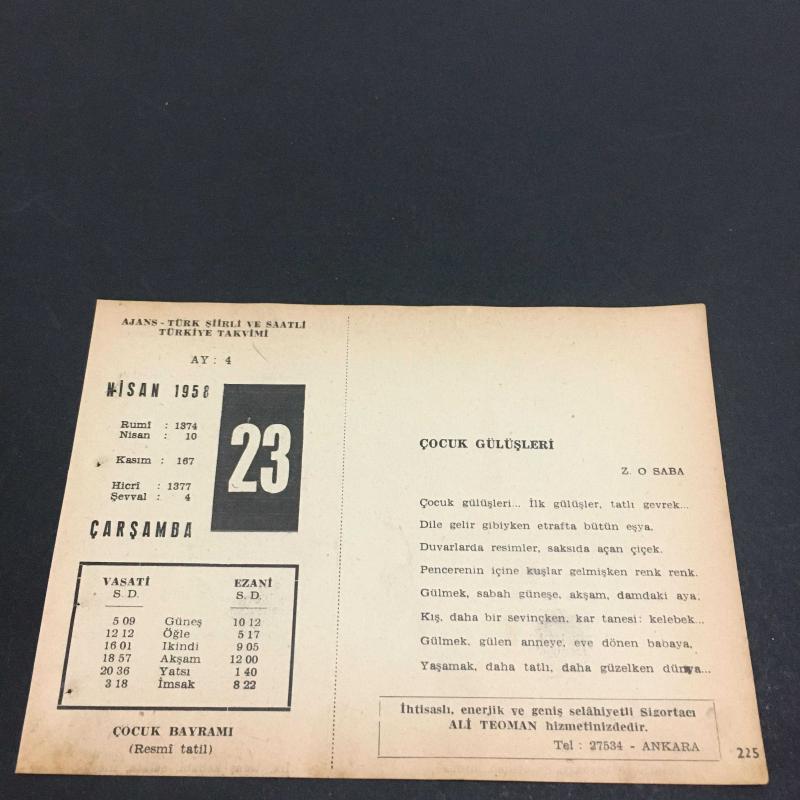 AJANS - TÜRK ŞİİRLİ VE SAATLİ
TÜRKİYE TAKVİMİ
AY : 4
NİSAN 1958
23
Rumî : 1374
Nisan : 10
Kasım : 167
Hicrî : 1377
Şevval : 4
ÇARŞAMBA
VASATİ EZANİ
S. D. S. D.
5 09 Güneş 10 12
12 12 Öğle 5 17
16 01 İkindi 9 05
18 57 Akşam 12 00
20 36 Yatsı 1 40
3 18 İmsak 8 22
ÇOCUK BAYRAMI
(Resmî tatil)
ÇOCUK GÜLÜŞLERİ
Z. O SABA
Çocuk gülüşleri... İlk gülüşler, tatlı gevrek...
Dile gelir gibiyken etrafta bütün eşya,
Duvarlarda resimler, saksıda açan çiçek.
Pencerenin içine kuşlar gelmişken renk renk.
Gülmek, sabah güneşe, akşam, damdaki aya,
Kış, daha bir sevinçken, kar tanesi: kelebek...
Gülmek, gülen anneye, eve dönen babaya,
Yaşamak, daha tatlı, daha güzelken dünya...
İhtisaslı, enerjik ve geniş selâhiyetli Sigortacı
ALİ TEOMAN hizmetinizdedir.
Tel : 27534 - ANKARA
225